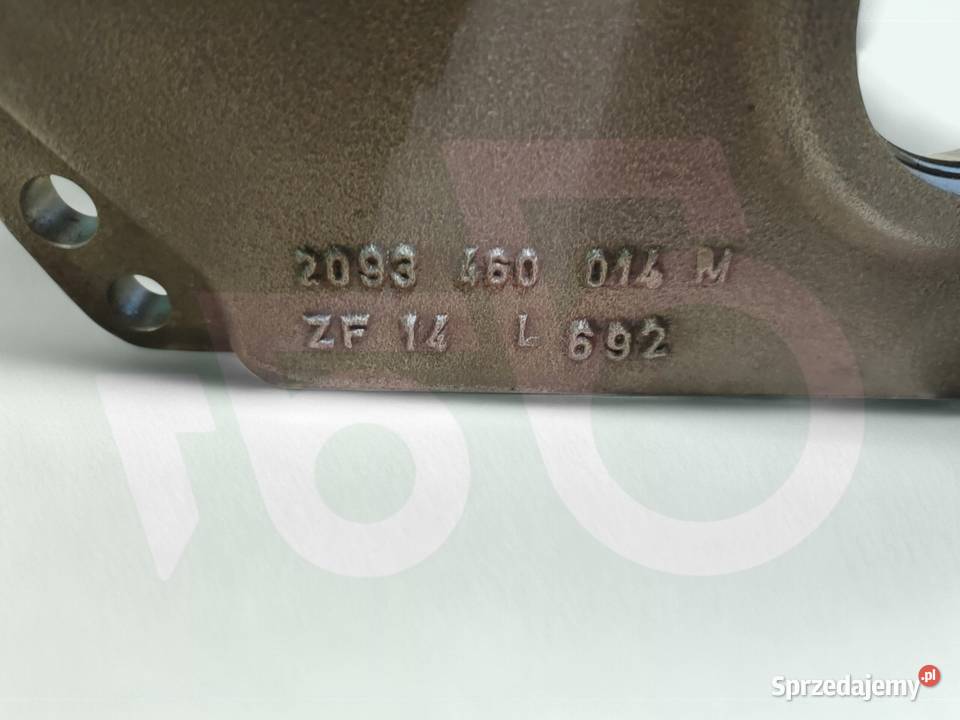 2093 460 014 M
ZF 14 L 692
Sprzedajemy.pl